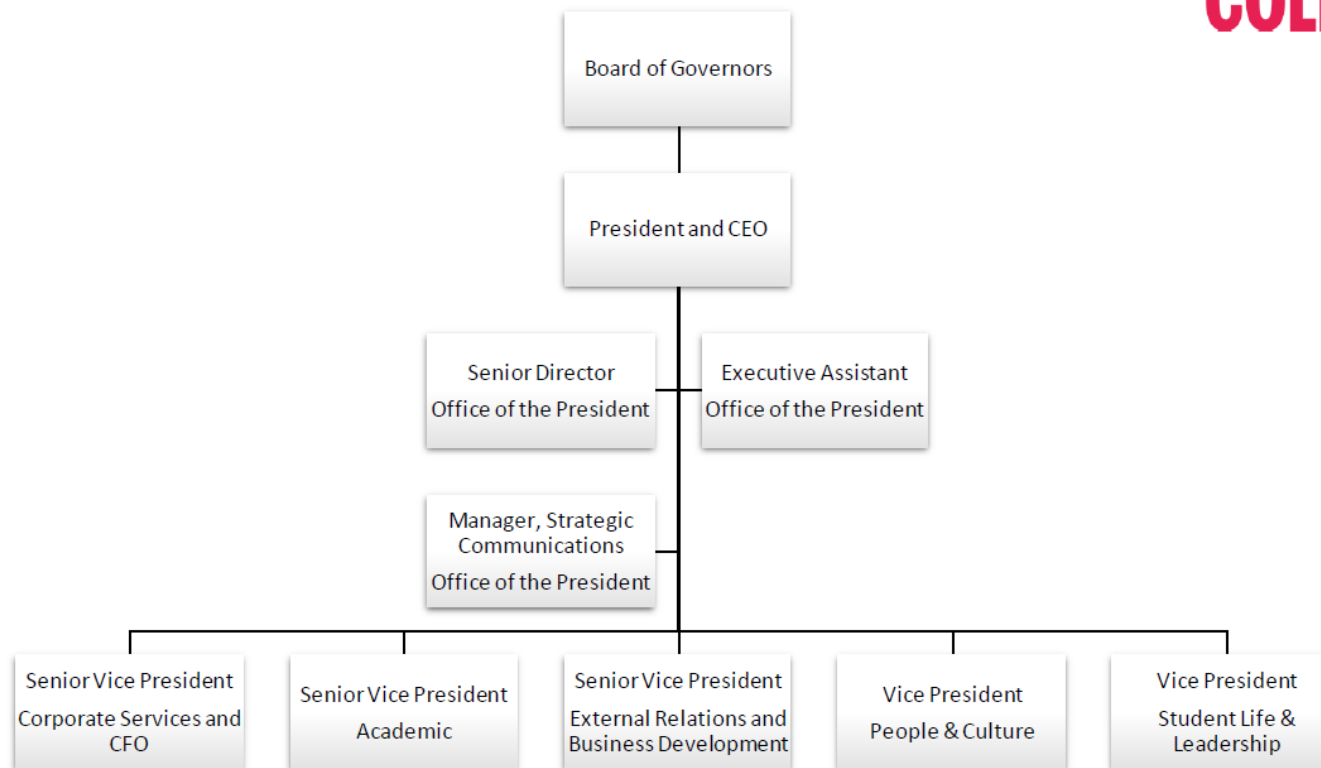 Board of Governors
President and CEO
Senior Director
Office of the President
Executive Assistant
Office of the President
Manager, Strategic
Communications
Office of the President
Senior Vice President
Corporate Services and
CFO
Senior Vice President
Academic
Senior Vice President
External Relations and
Business Development
Vice President
People & Culture
Vice President
Student Life &
Leadership